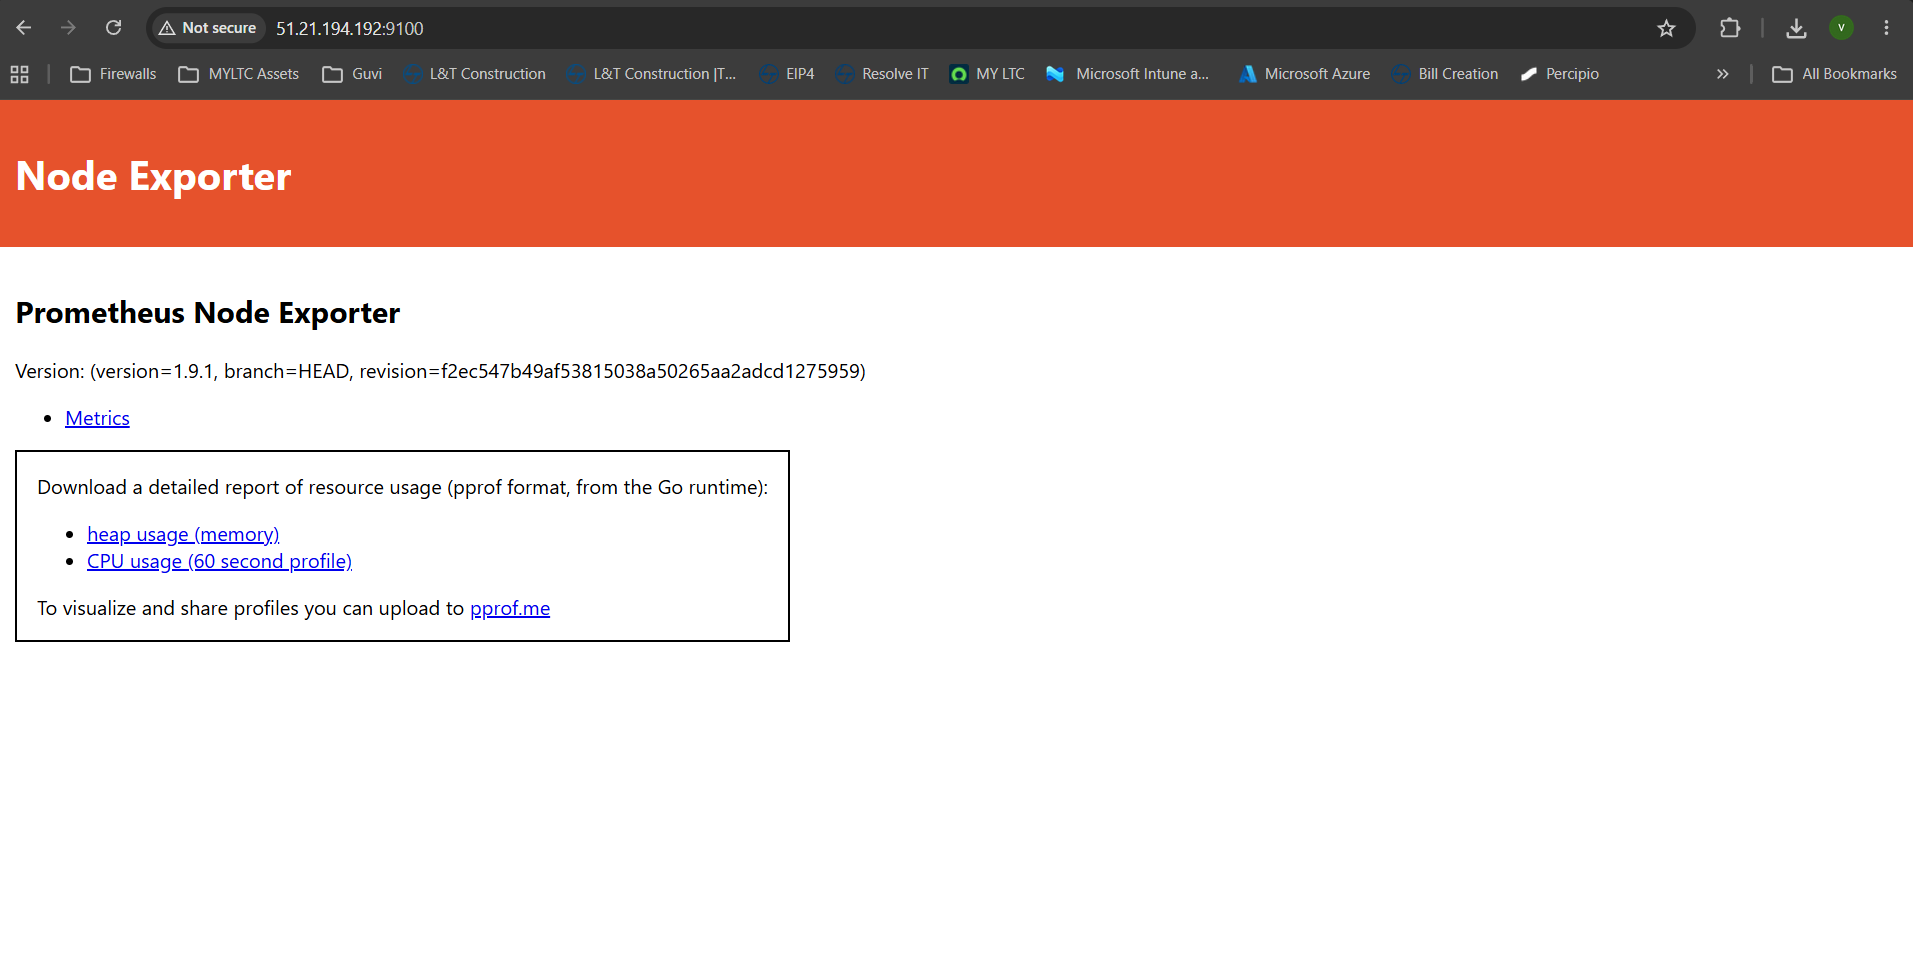 Not secure 51.21.194.192:9100
V
Firewalls MYLTC Assets Guvi L&T Construction L&T Construction |T... EIP4 Resolve IT MY LTC Microsoft Intune a... Microsoft Azure Bill Creation Percipio » All Bookmarks
Node Exporter
Prometheus Node Exporter
Version: (version=1.9.1, branch=HEAD, revision=f2ec547b49af53815038a50265aa2adcd1275959)
Metrics
Download a detailed report of resource usage (pprof format, from the Go runtime):
heap usage (memory)
CPU usage (60 second profile)
To visualize and share profiles you can upload to pprof.me